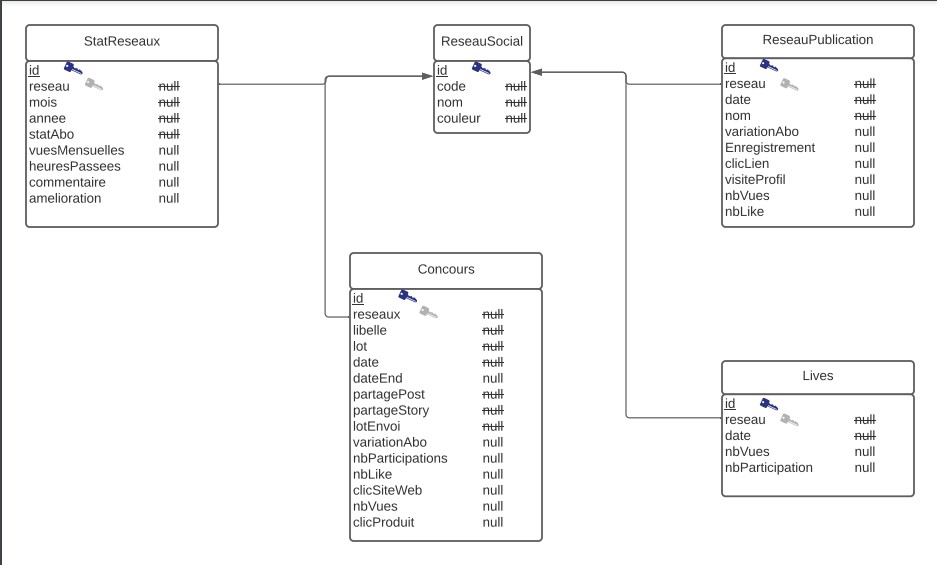 StatReseaux
id
reseau null
mois null
annee null
statAbo null
vuesMensuelles null
heuresPassees null
commentaire null
amelioration null
ReseauSocial
id
code null
nom null
couleur null
ReseauPublication
id
reseau null
date null
nom null
variationAbo null
Enregistrement null
clicLien null
visiteProfil null
nbVues null
nbLike null
Concours
id
reseaux null
libelle null
lot null
date null
dateEnd null
partagePost null
partageStory null
lotEnvoi null
variationAbo null
nbParticipations null
nbLike null
clicSiteWeb null
nbVues null
clicProduit null
Lives
id
reseau null
date null
nbVues null
nbParticipation null